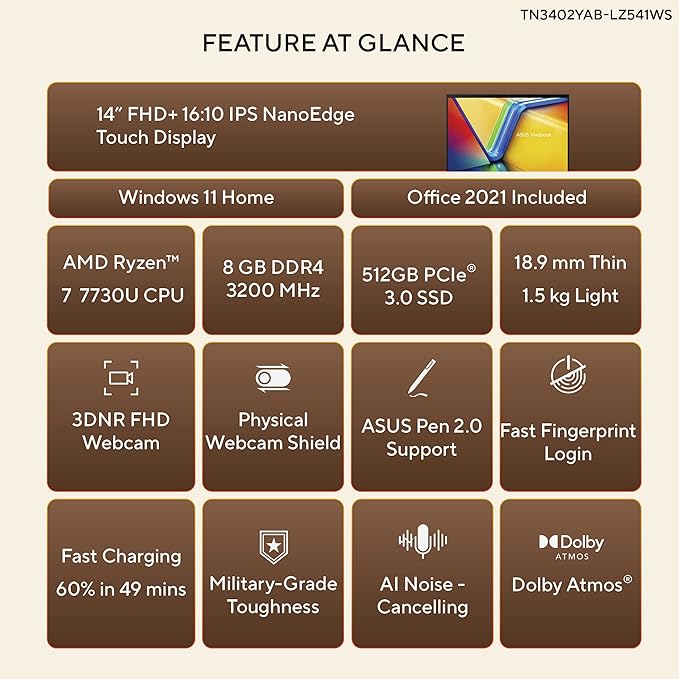 TN3402YAB-LZ541WS
FEATURE AT GLANCE
14″ FHD+ 16:10 IPS NanoEdge
Touch Display
ASUS Vivobook
Windows 11 Home
Office 2021 Included
AMD Ryzen™
7 7730U CPU
8 GB DDR4
3200 MHz
512GB PCIe®
3.0 SSD
18.9 mm Thin
1.5 kg Light
3DNR FHD
Webcam
Physical
Webcam Shield
ASUS Pen 2.0
Support
Fast Fingerprint
Login
Fast Charging
60% in 49 mins
Military-Grade
Toughness
AI Noise -
Cancelling
Dolby
ATMOS
Dolby Atmos®